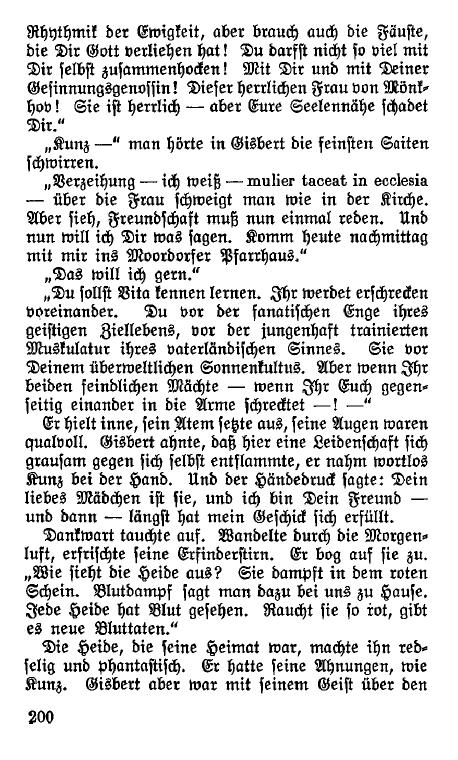 Rhythmik der Ewigkeit, aber brauch auch die Fäuste,
die Dir Gott verliehen hat! Du darfst nicht so viel mit
Dir selbst zusammenhocken! Mit Dir und mit Deiner
Gesinnungsgenossin! Dieser herrlichen Frau von Mönk-
hov! Sie ist herrlich — aber Eure Seelennähe schadet
Dir.“
„Kunz —“ man hörte in Gisbert die feinsten Saiten
schwirren.
„Verzeihung — ich weiß — mulier taceat in ecclesia
— über die Frau schweigt man wie in der Kirche.
Aber sieh, Freundschaft muß nun einmal reden. Und
nun will ich Dir was sagen. Komm heute nachmittag
mit mir ins Moordorfer Pfarrhaus.“
„Das will ich gern.“
„Du sollst Vita kennen lernen. Ihr werdet erschrecken
voreinander. Du vor der fanatischen Enge ihres
geistigen Ziellebens, vor der jungenhaft trainierten
Muskulatur ihres vaterländischen Sinnes. Sie vor
Deinem überweltlichen Sonnenkultus. Aber wenn Ihr
beiden feindlichen Mächte — wenn Ihr Euch gegen-
seitig einander in die Arme schrecktet —! —“
Er hielt inne, sein Atem setzte aus, seine Augen waren
qualvoll. Gisbert ahnte, daß hier eine Leidenschaft sich
grausam gegen sich selbst entflammte, er nahm wortlos
Kunz bei der Hand. Und der Händedruck sagte: Dein
liebes Mädchen ist sie, und ich bin Dein Freund —
und dann — längst hat mein Geschick sich erfüllt.
Dankwart tauchte auf. Wandelte durch die Morgen-
luft, erfrischte seine Erfinderstirn. Er bog auf sie zu.
„Wie sieht die Heide aus? Sie dampft in dem roten
Schein. Blutdampf sagt man dazu bei uns zu Hause.
Jede Heide hat Blut gesehen. Raucht sie so rot, gibt
es neue Bluttaten.“
Die Heide, die seine Heimat war, machte ihn red-
selig und phantastisch. Er hatte seine Ahnungen, wie
Kunz. Gisbert aber war mit seinem Geist über den
200